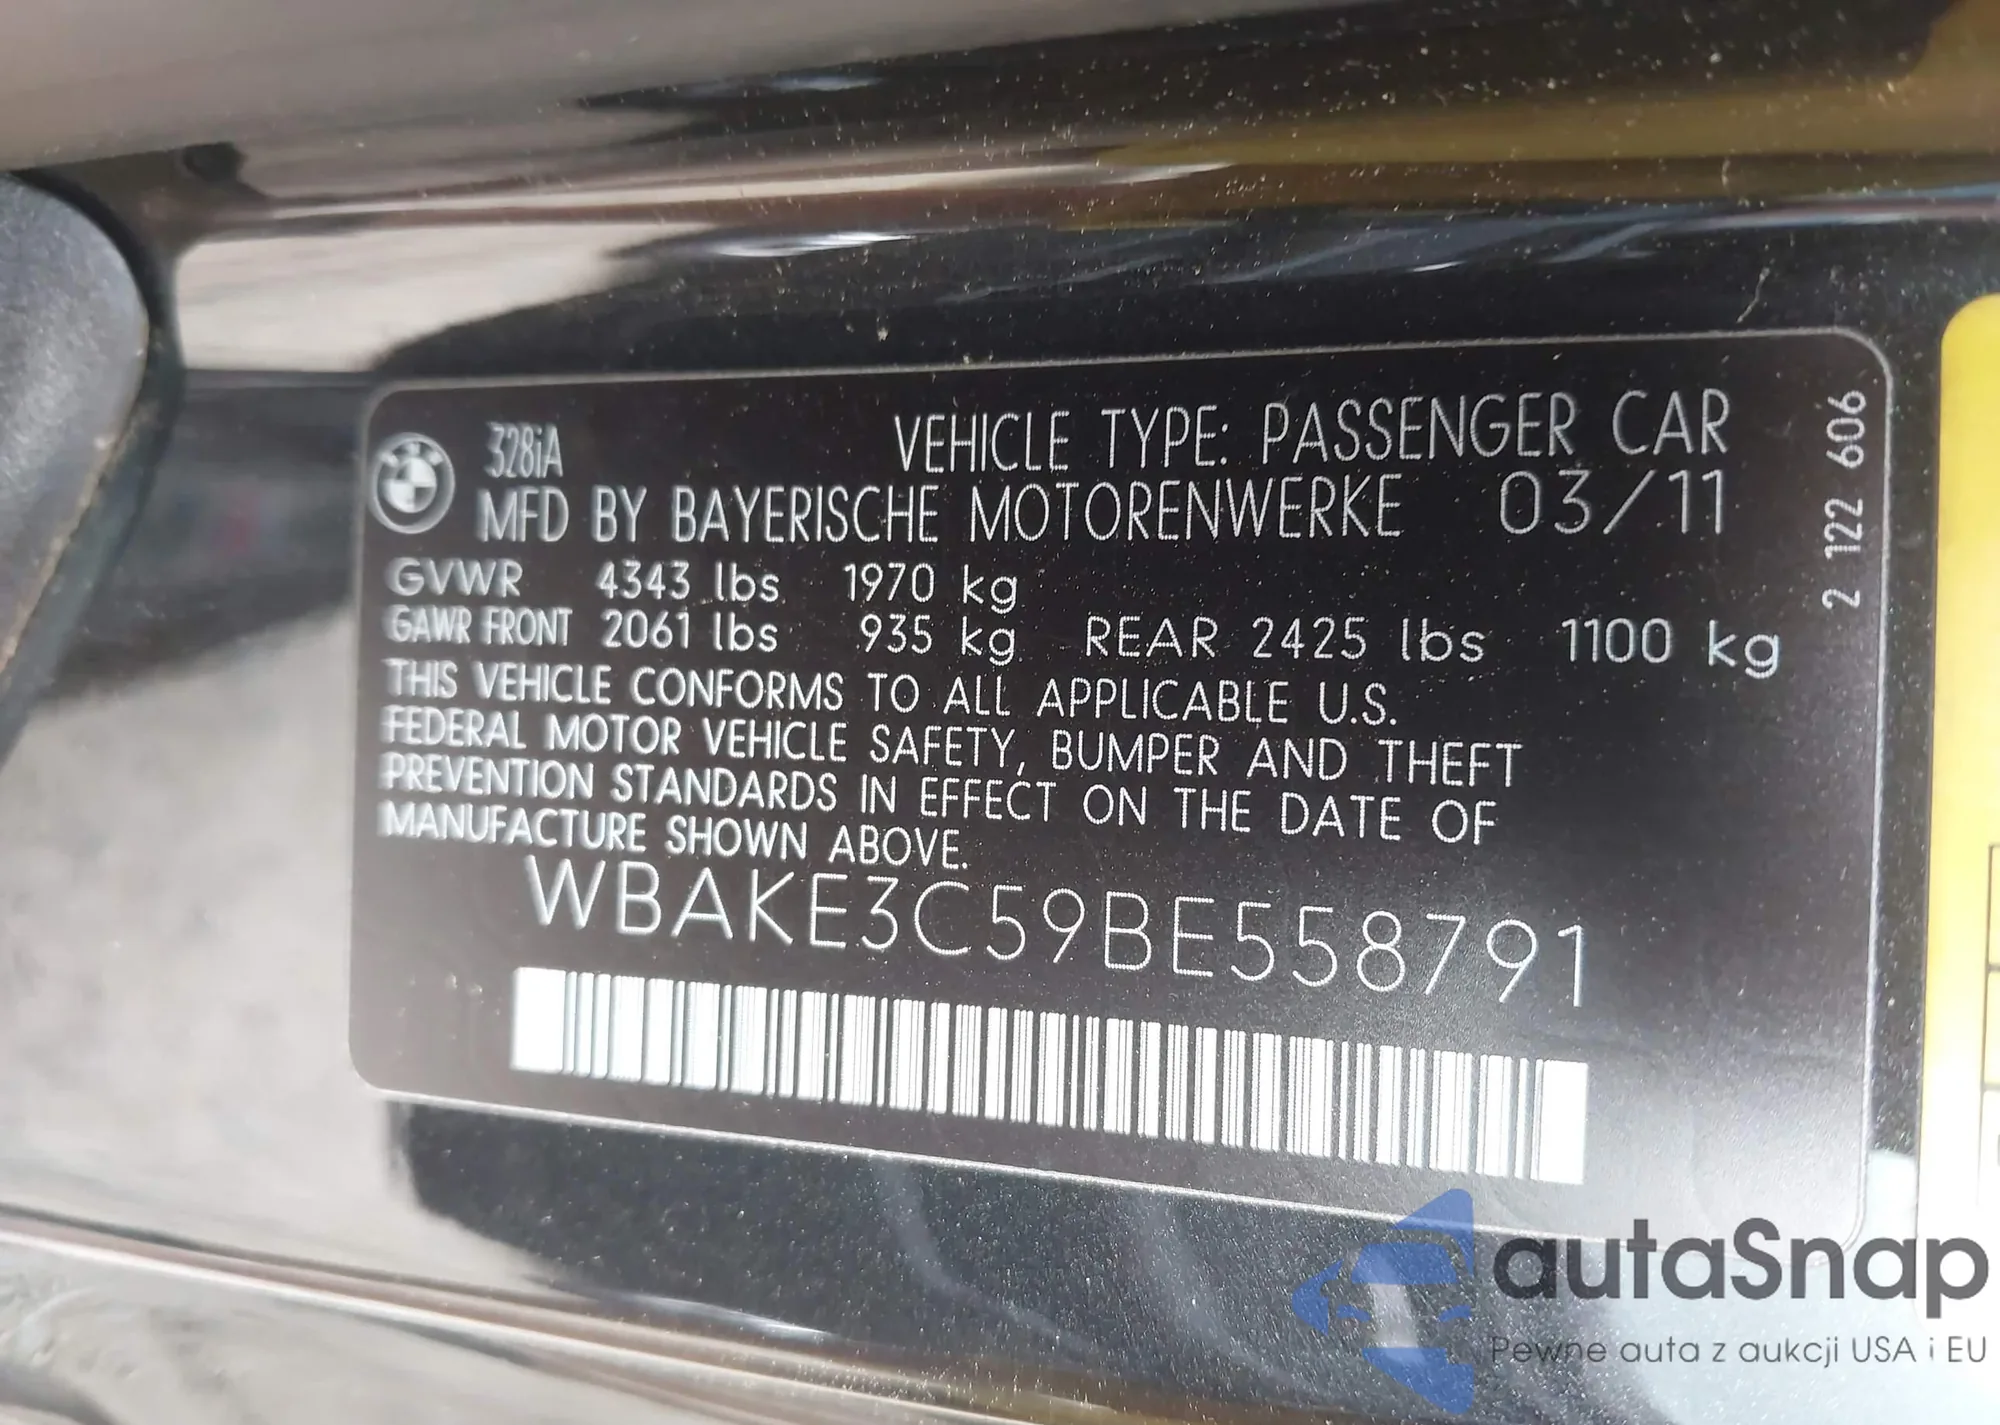 328iA VEHICLE TYPE: PASSENGER CAR
MFD BY BAYERISCHE MOTORENWERKE 03/11
GVWR 4343 lbs 1970 kg
GAWR FRONT 2061 lbs 935 kg REAR 2425 lbs 1100 kg
THIS VEHICLE CONFORMS TO ALL APPLICABLE U.S.
FEDERAL MOTOR VEHICLE SAFETY, BUMPER AND THEFT
PREVENTION STANDARDS IN EFFECT ON THE DATE OF
MANUFACTURE SHOWN ABOVE.
WBAKE3C59BE558791
2 122 606
autaSnap
Pewne auta z aukcji USA i EU